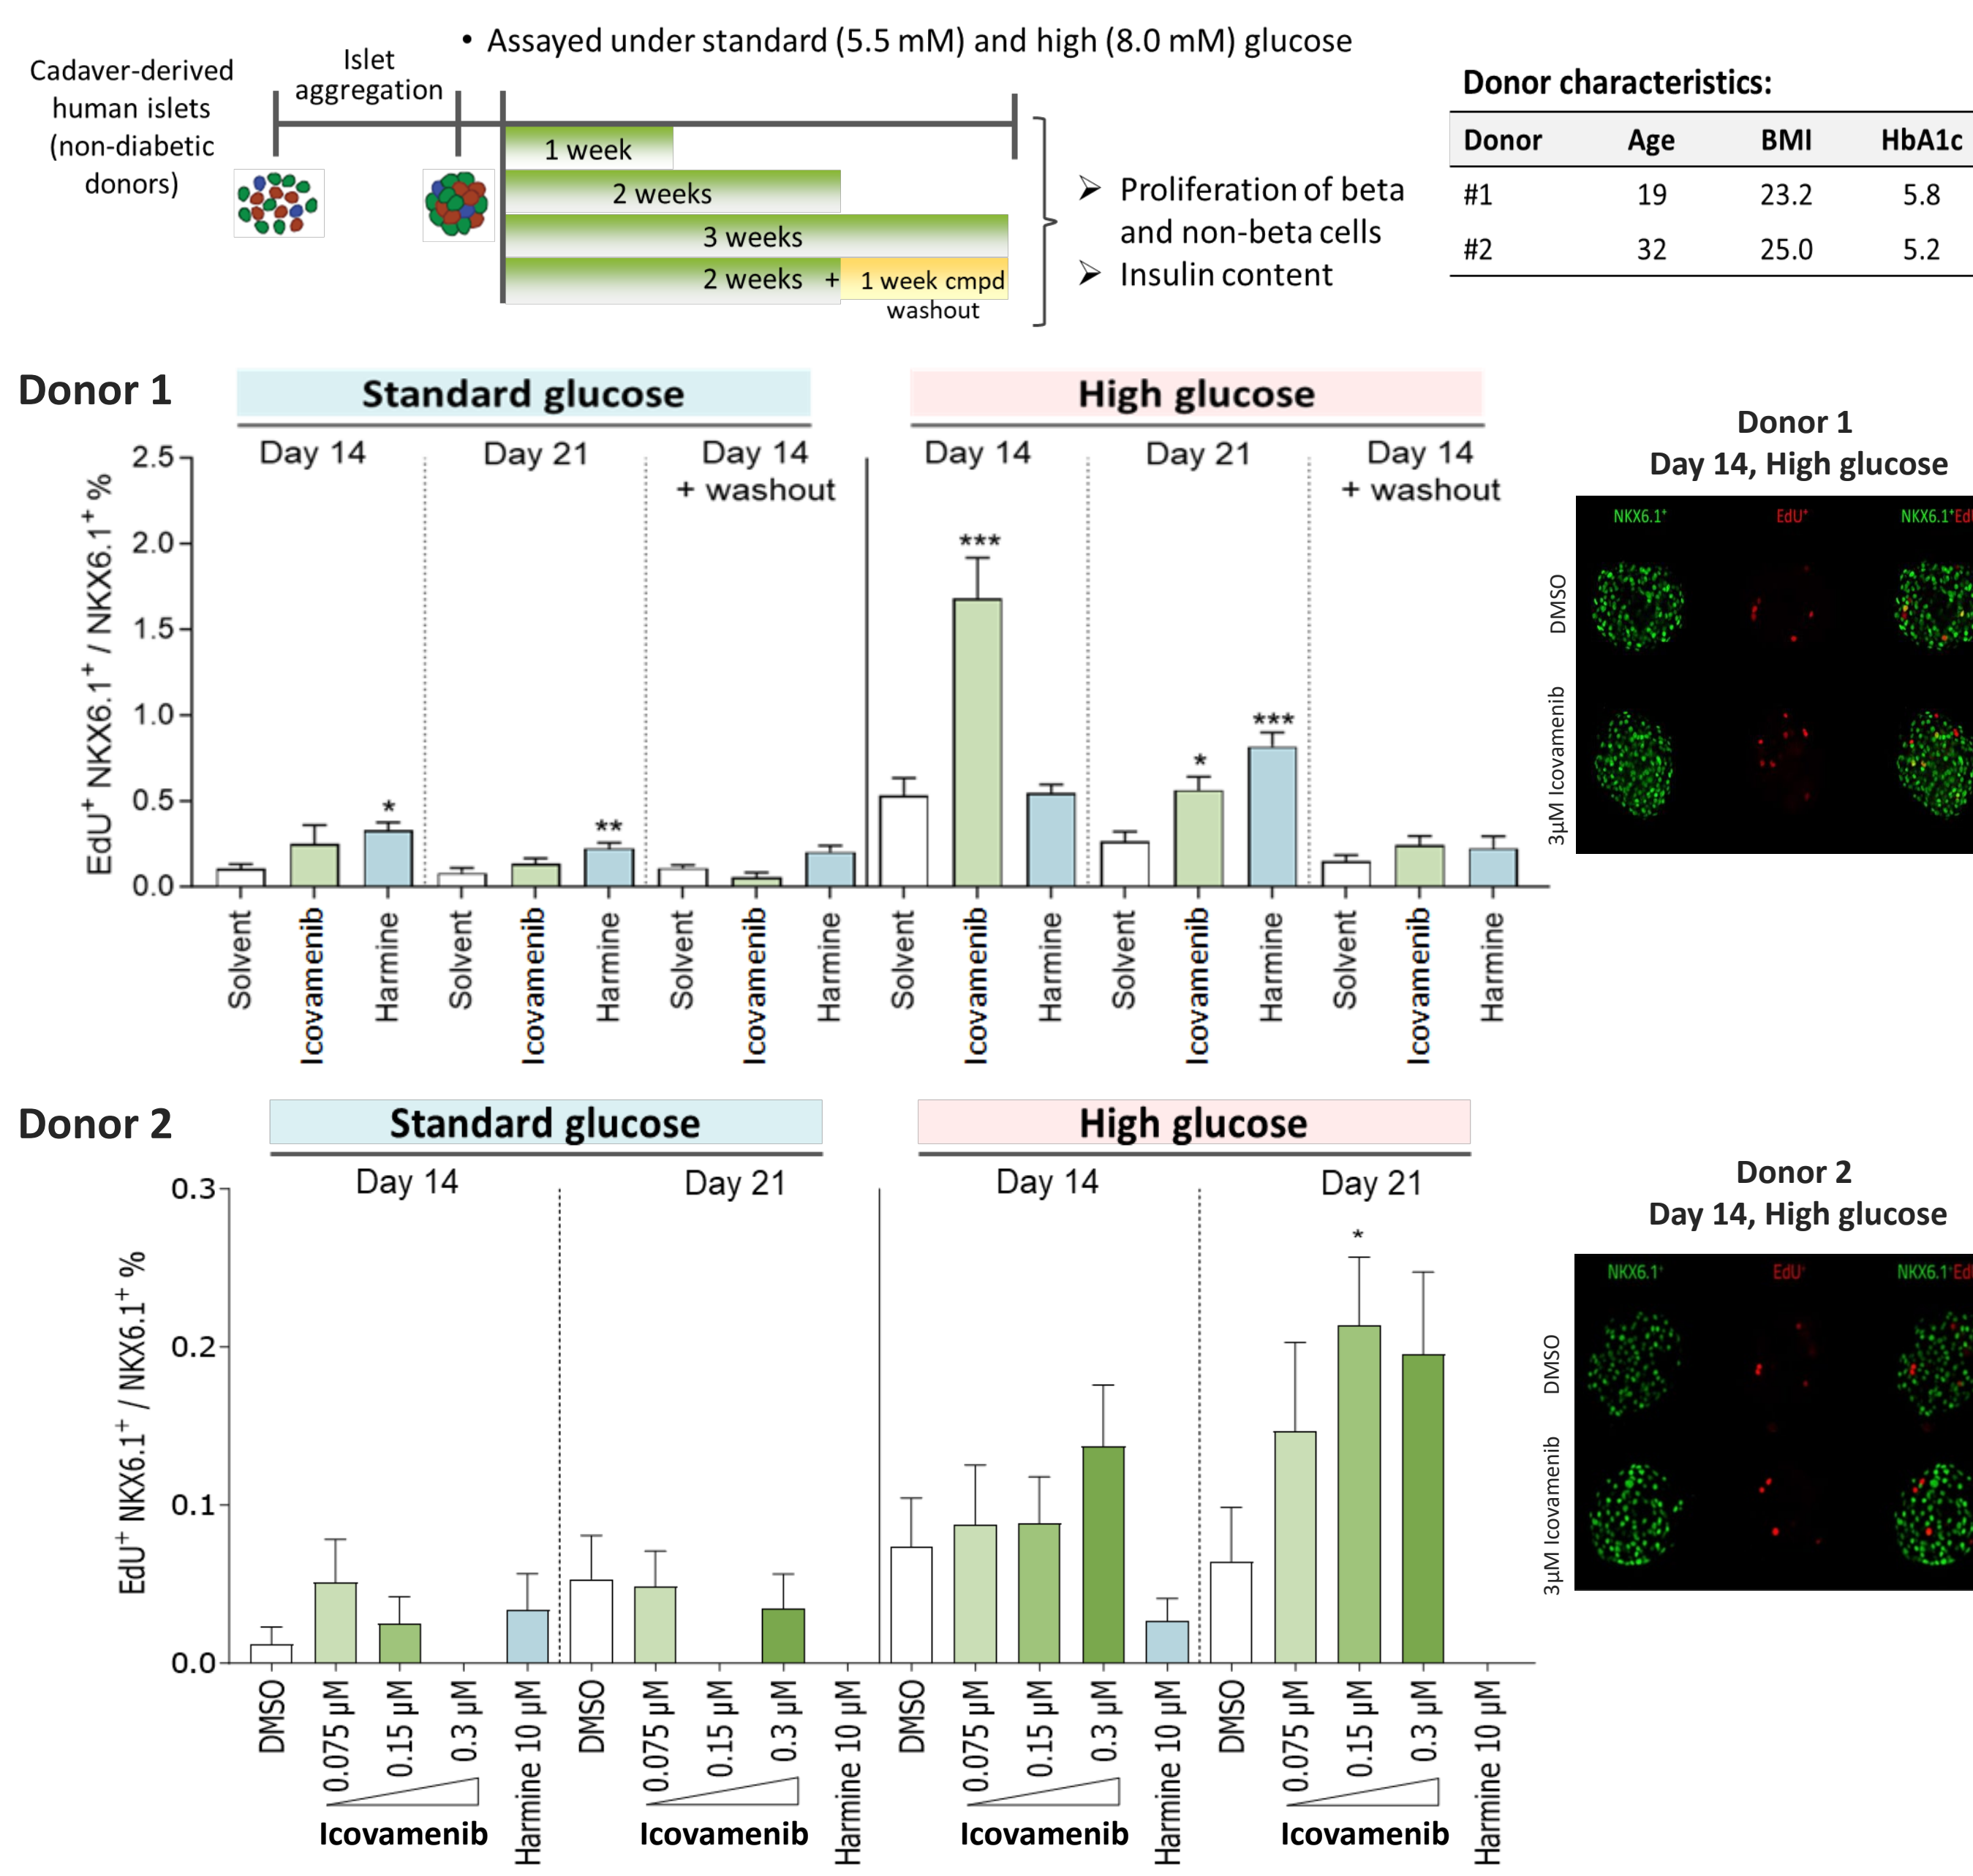 • Assayed under standard (5.5 mM) and high (8.0 mM) glucose
Cadaver-derived
human islets
(non-diabetic
donors)
Islet
aggregation
1 week
2 weeks
3 weeks
2 weeks + 1 week cmpd
washout
➢ Proliferation of beta
and non-beta cells
➢ Insulin content
Donor characteristics:
Donor Age BMI HbA1c
#1 19 23.2 5.8
#2 32 25.0 5.2
Donor 1
Standard glucose
High glucose
Day 14
Day 21
Day 14
+ washout
Day 14
Day 21
Day 14
+ washout
EdU⁺ NKX6.1⁺ / NKX6.1⁺ %
2.5
2.0
1.5
1.0
0.5
0.0
*
**
***
*
***
Solvent
Icovamenib
Harmine
Solvent
Icovamenib
Harmine
Solvent
Icovamenib
Harmine
Solvent
Icovamenib
Harmine
Solvent
Icovamenib
Harmine
Solvent
Icovamenib
Harmine
Donor 1
Day 14, High glucose
NKX6.1⁺ EdU⁺ NKX6.1⁺Ed
DMSO
3µM Icovamenib
Donor 2
Standard glucose
High glucose
Day 14
Day 21
Day 14
Day 21
EdU⁺ NKX6.1⁺ / NKX6.1⁺ %
0.3
0.2
0.1
0.0
*
DMSO
0.075 µM
0.15 µM
0.3 µM
Harmine 10 µM
DMSO
0.075 µM
0.15 µM
0.3 µM
Harmine 10 µM
DMSO
0.075 µM
0.15 µM
0.3 µM
Harmine 10 µM
DMSO
0.075 µM
0.15 µM
0.3 µM
Harmine 10 µM
Icovamenib
Icovamenib
Icovamenib
Icovamenib
Donor 2
Day 14, High glucose
NKX6.1⁺ EdU⁺ NKX6.1⁺Ed
DMSO
3µM Icovamenib